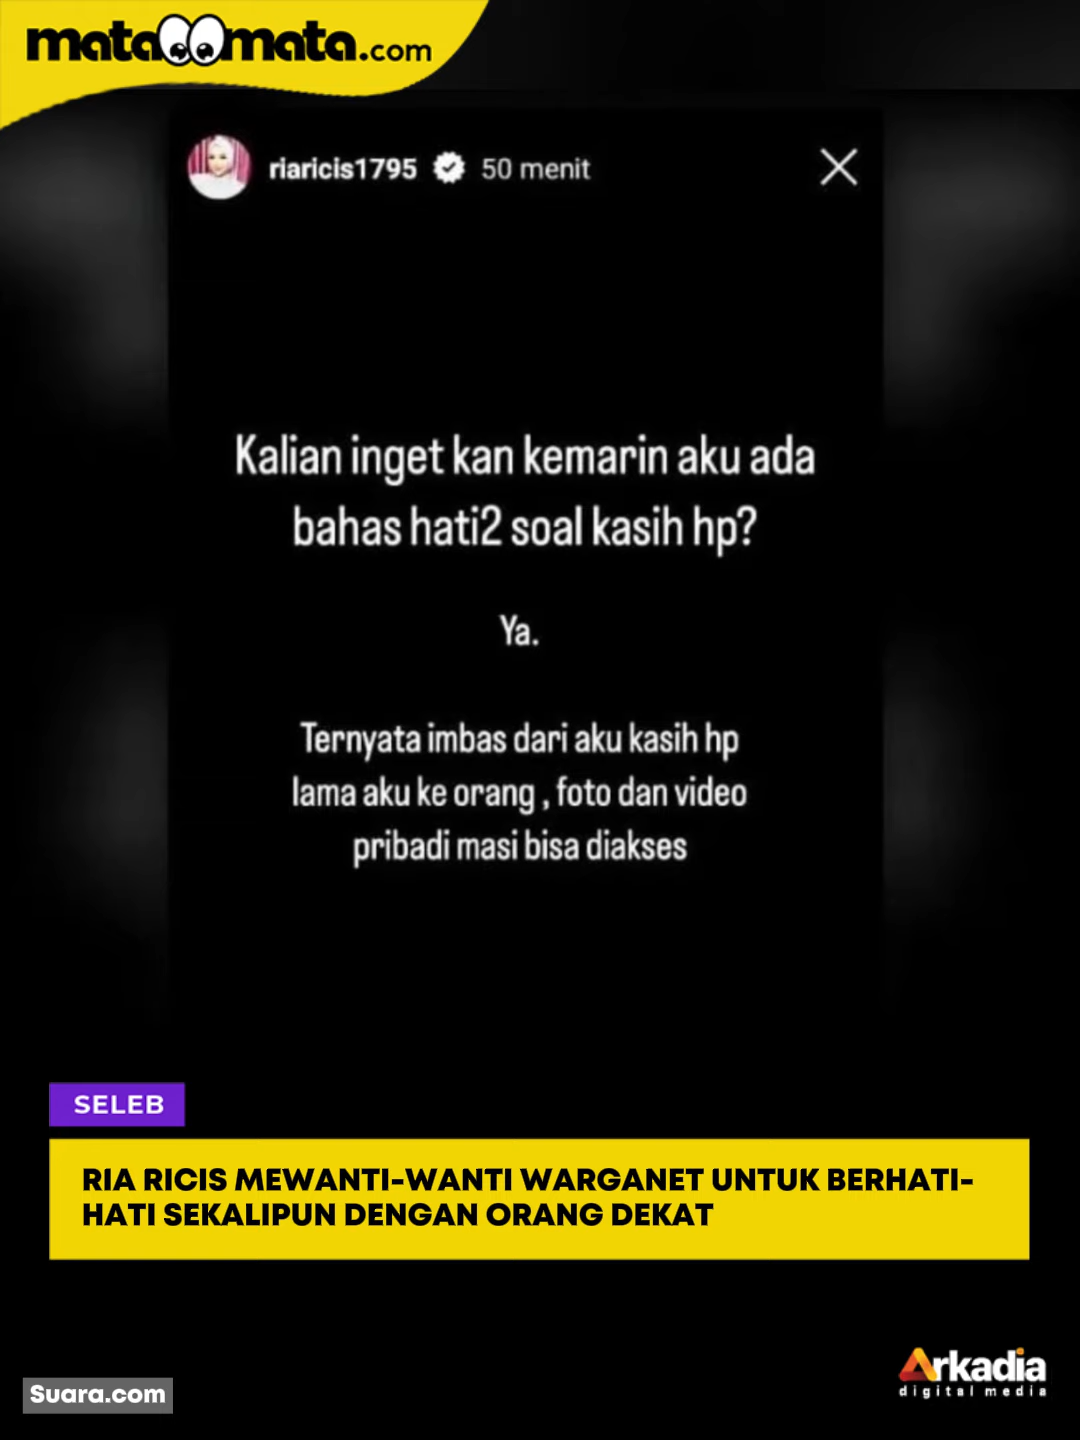 matamata.com
riaricis1795 50 menit
Kalian inget kan kemarin aku ada
bahas hati2 soal kasih hp?
Ya.
Ternyata imbas dari aku kasih hp
lama aku ke orang , foto dan video
pribadi masi bisa diakses
SELEB
RIA RICIS MEWANTI-WANTI WARGANET UNTUK BERHATI-
HATI SEKALIPUN DENGAN ORANG DEKAT
Arkadia
digital media
Suara.com